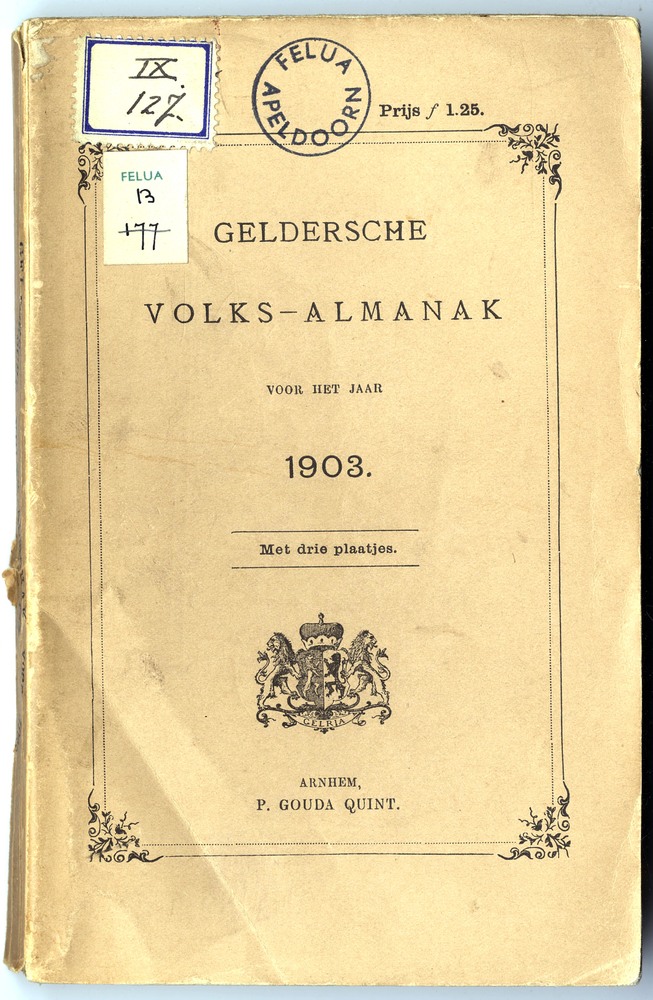 IX
127.
FELUA
APELDOORN
Prijs f 1.25.
FELUA
B
177
GELDERSCHE
VOLKS-ALMANAK
VOOR HET JAAR
1903.
Met drie plaatjes.
GELRIA
ARNHEM,
P. GOUDA QUINT.